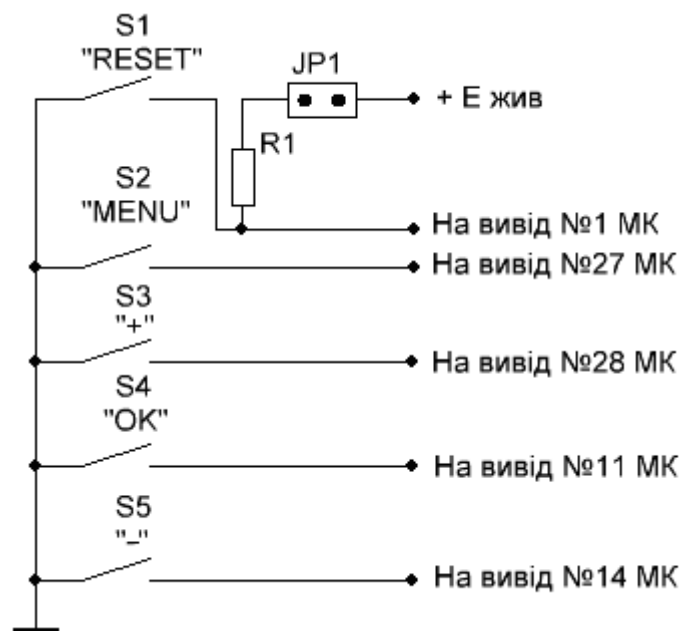 S1
"RESET"
JP1
+ Е жив
R1
S2
"MENU"
На вивід №1 МК
На вивід №27 МК
S3
"+"
На вивід №28 МК
S4
"OK"
На вивід №11 МК
S5
"–"
На вивід №14 МК